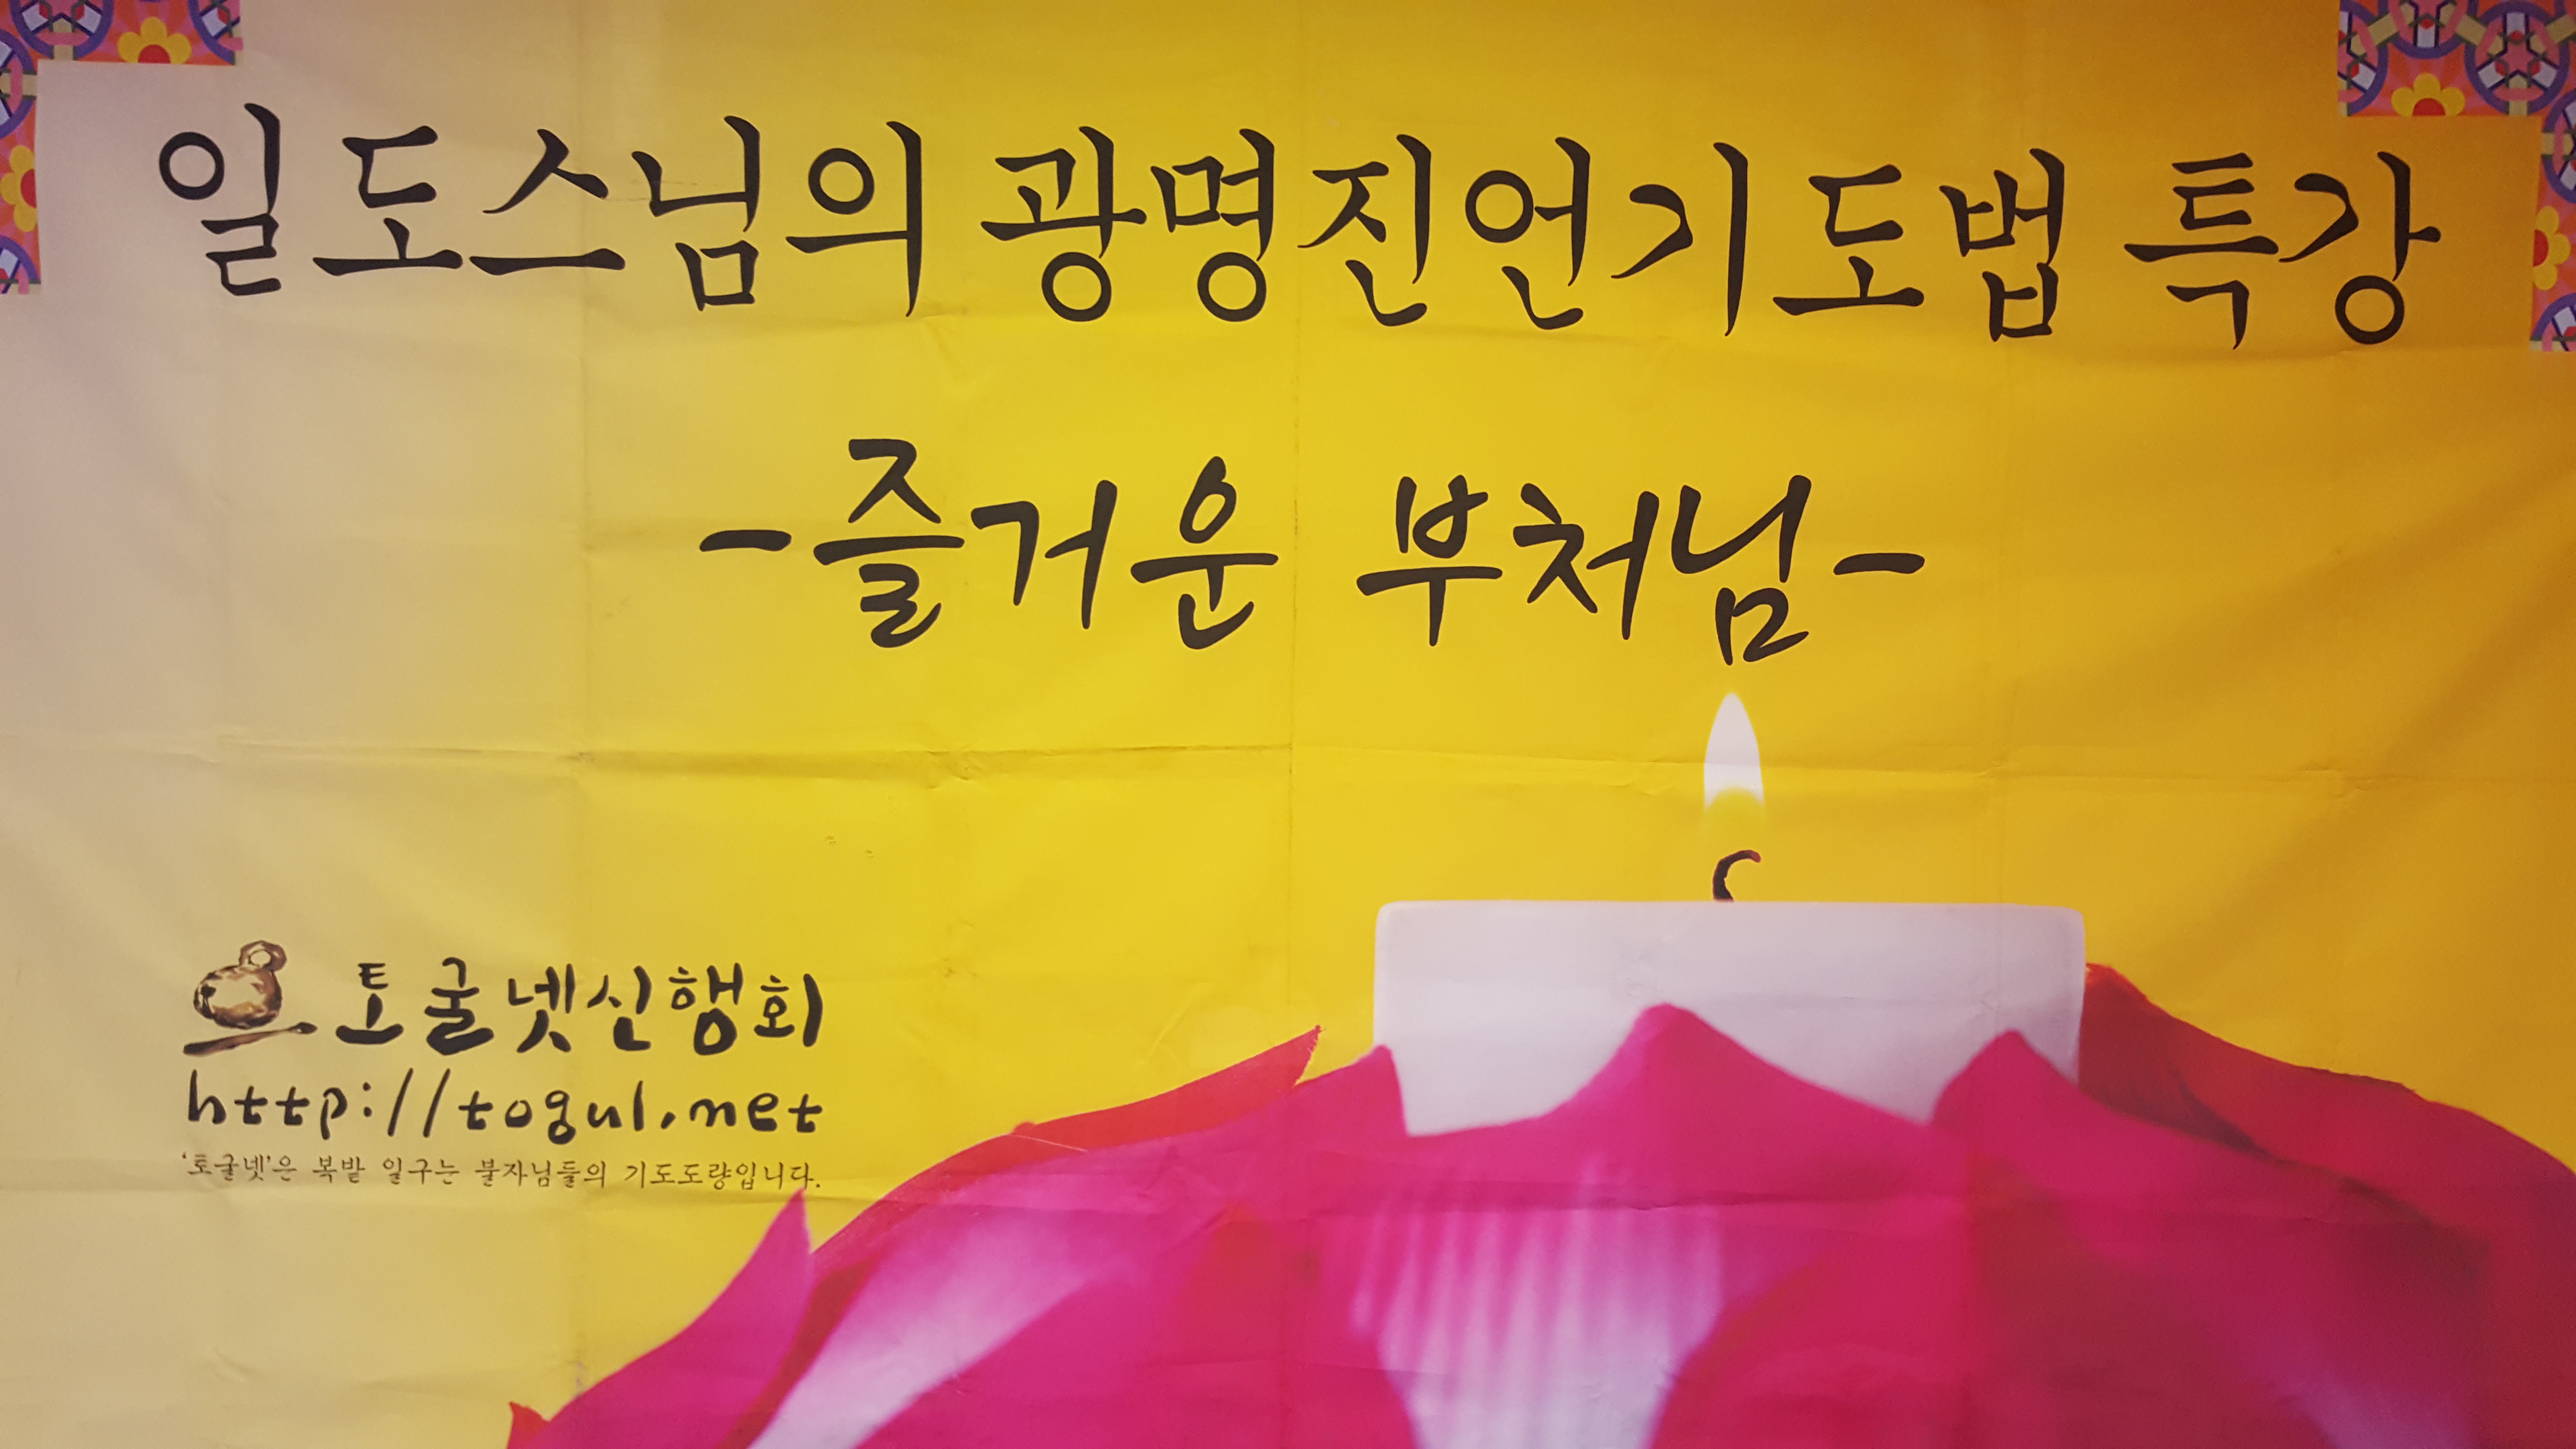 일도스님의 광명진언기도법 특강
-즐거운 부처님-
토굴넷신행회
http://togul.net
'토굴넷'은 복밭 일구는 불자님들의 기도도량입니다.